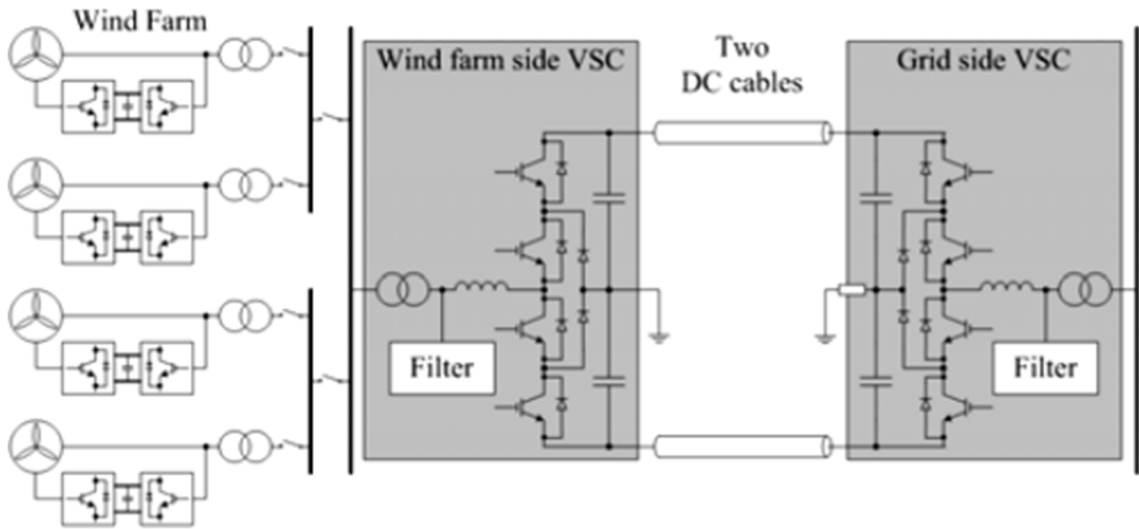 Wind Farm
Wind farm side VSC
Two
DC cables
Grid side VSC
Filter
Filter